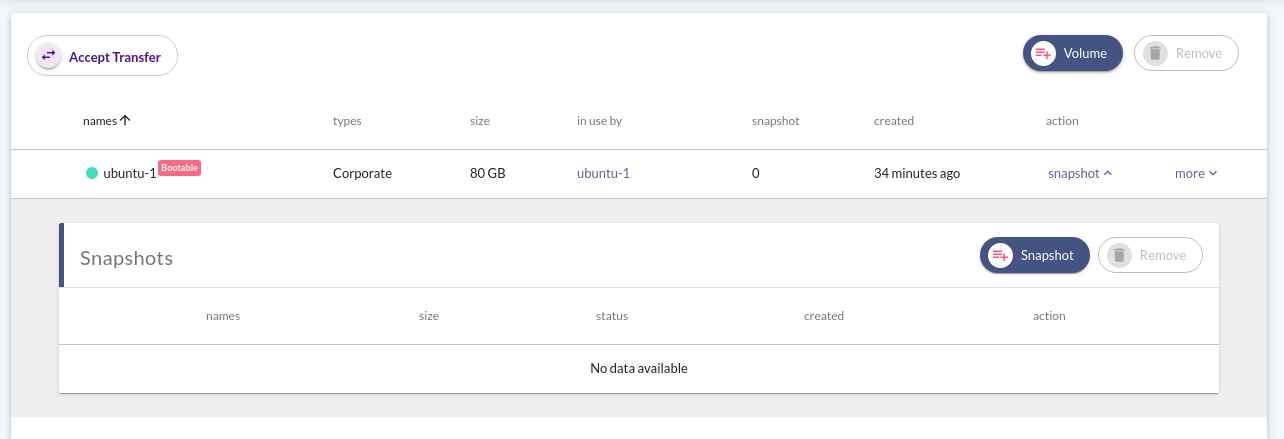 Accept Transfer Volume Remove
names types size in use by snapshot created action
ubuntu-1 Bootable Corporate 80 GB ubuntu-1 0 34 minutes ago snapshot more
Snapshots Snapshot Remove
names size status created action
No data available